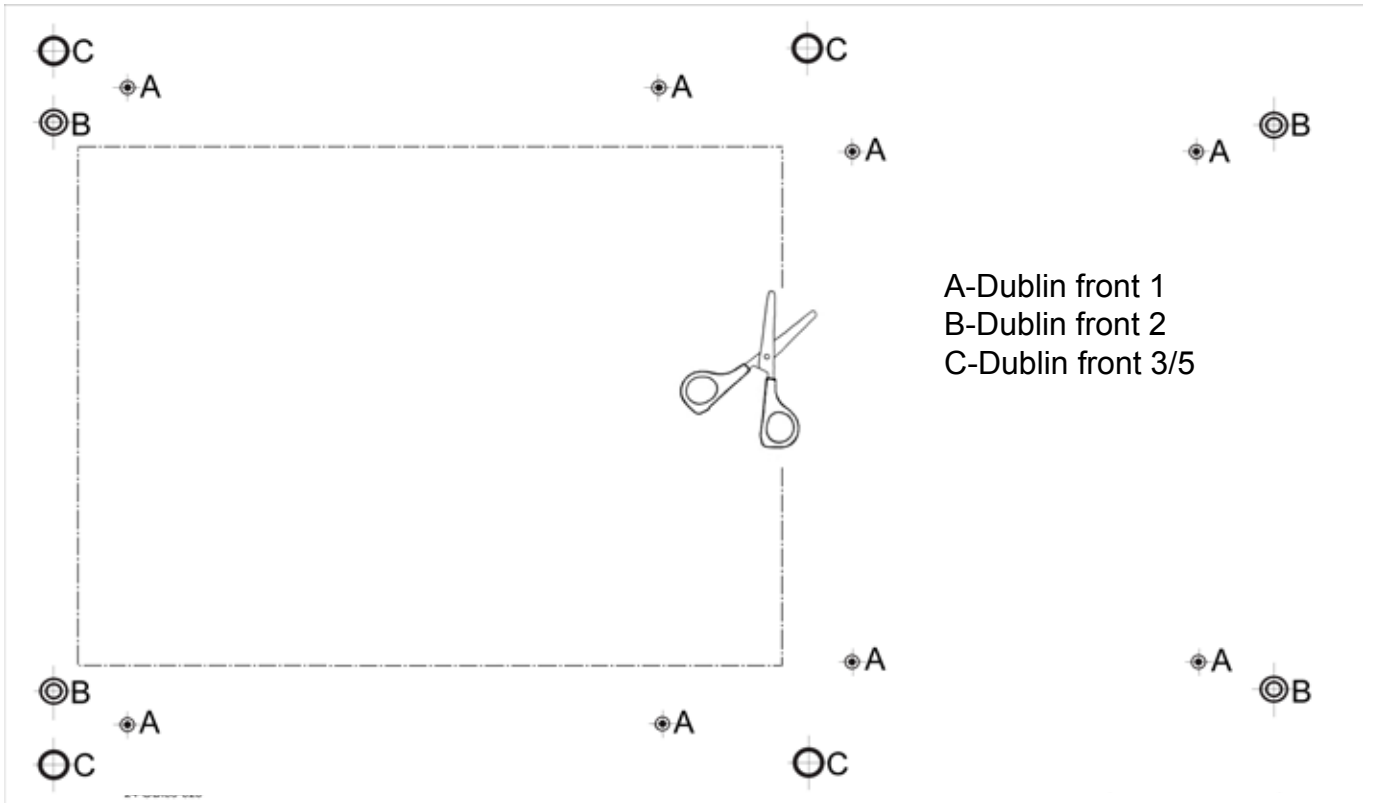 C C
A A
B B
A A
A-Dublin front 1
B-Dublin front 2
C-Dublin front 3/5
A A
B B
A A
C C